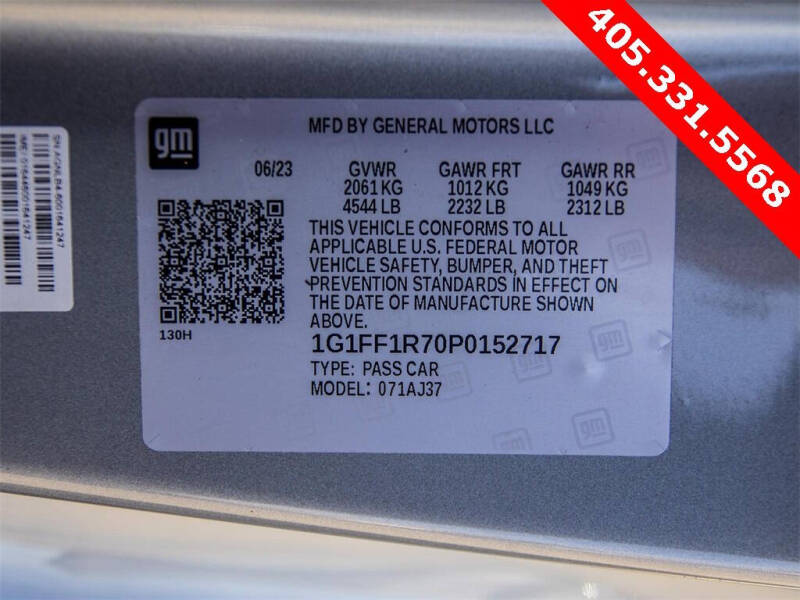 405.331.5568
gm
MFD BY GENERAL MOTORS LLC
06/23 GVWR GAWR FRT GAWR RR
2061 KG 1012 KG 1049 KG
4544 LB 2232 LB 2312 LB
THIS VEHICLE CONFORMS TO ALL
APPLICABLE U.S. FEDERAL MOTOR
VEHICLE SAFETY, BUMPER, AND THEFT
PREVENTION STANDARDS IN EFFECT ON
THE DATE OF MANUFACTURE SHOWN
ABOVE.
130H
1G1FF1R70P0152717
TYPE: PASS CAR
MODEL: 071AJ37